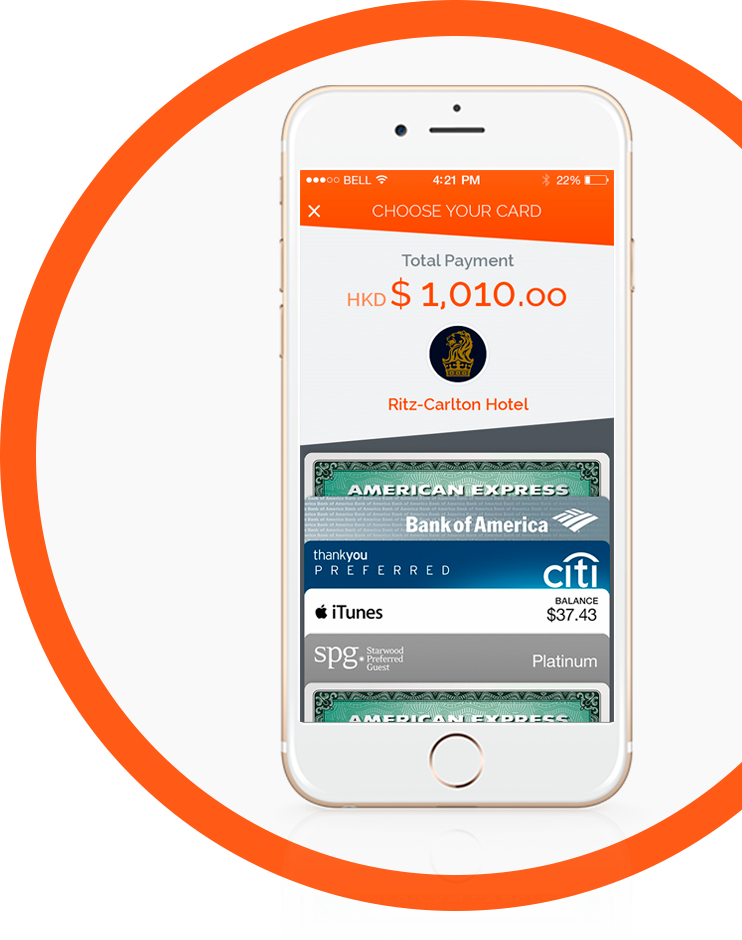 BELL 4:21 PM 22%
× CHOOSE YOUR CARD
Total Payment
HKD $ 1,010.00
Ritz-Carlton Hotel
AMERICAN EXPRESS
Bank of America
thankyou
PREFERRED
citi
iTunes
BALANCE
$37.43
spg. Starwood
Preferred
Guest
Platinum
AMERICAN EXPRESS